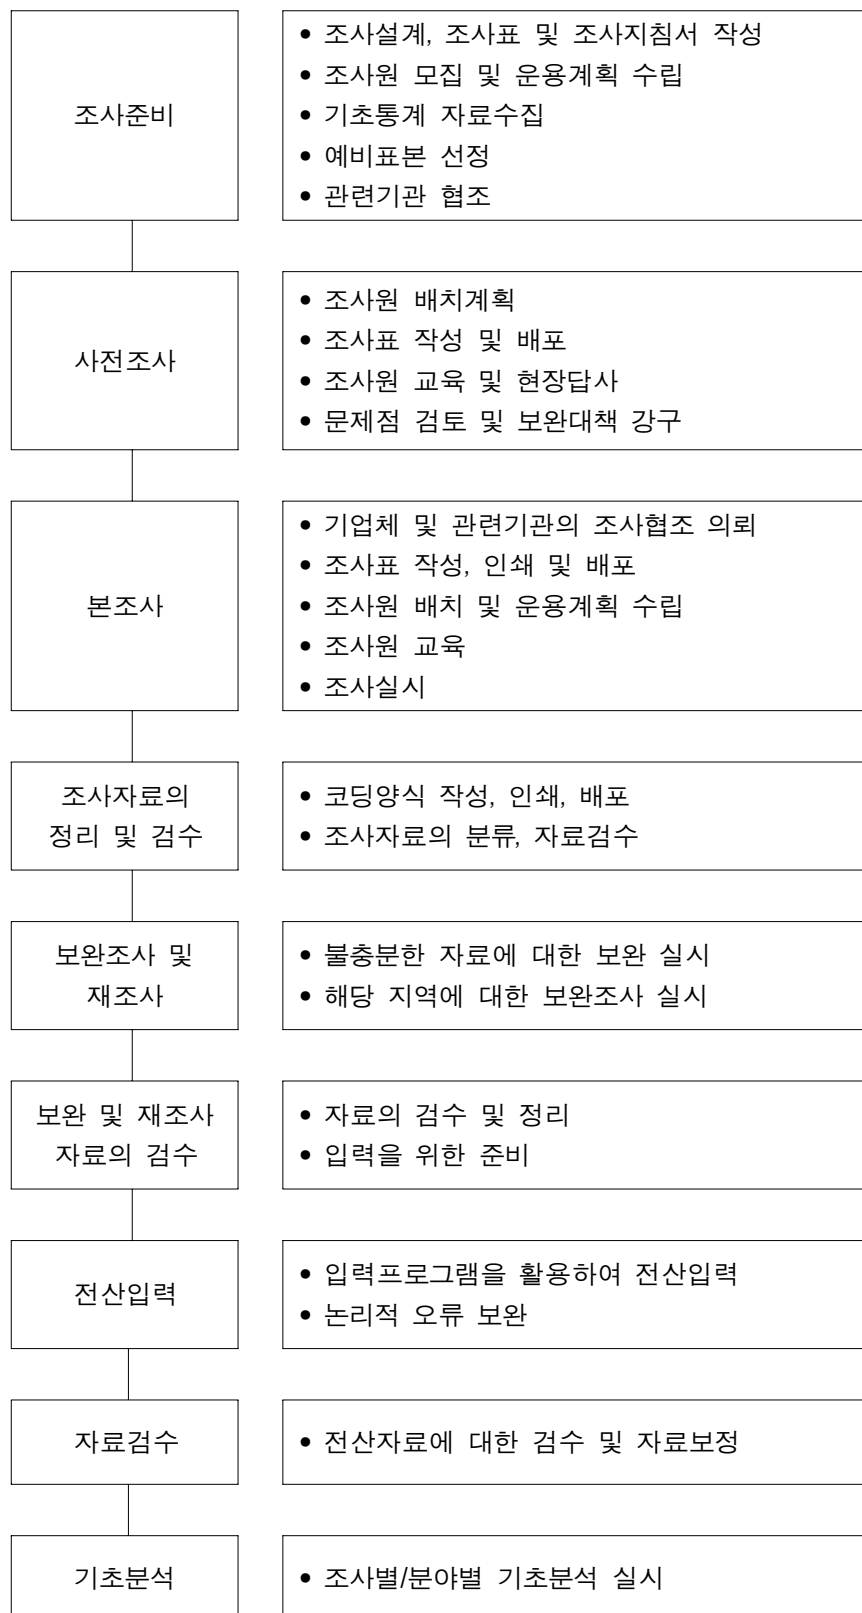 조사준비
• 조사설계, 조사표 및 조사지침서 작성
• 조사원 모집 및 운용계획 수립
• 기초통계 자료수집
• 예비표본 선정
• 관련기관 협조
사전조사
• 조사원 배치계획
• 조사표 작성 및 배포
• 조사원 교육 및 현장답사
• 문제점 검토 및 보완대책 강구
본조사
• 기업체 및 관련기관의 조사협조 의뢰
• 조사표 작성, 인쇄 및 배포
• 조사원 배치 및 운용계획 수립
• 조사원 교육
• 조사실시
조사자료의
정리 및 검수
• 코딩양식 작성, 인쇄, 배포
• 조사자료의 분류, 자료검수
보완조사 및
재조사
• 불충분한 자료에 대한 보완 실시
• 해당 지역에 대한 보완조사 실시
보완 및 재조사
자료의 검수
• 자료의 검수 및 정리
• 입력을 위한 준비
전산입력
• 입력프로그램을 활용하여 전산입력
• 논리적 오류 보완
자료검수
• 전산자료에 대한 검수 및 자료보정
기초분석
• 조사별/분야별 기초분석 실시